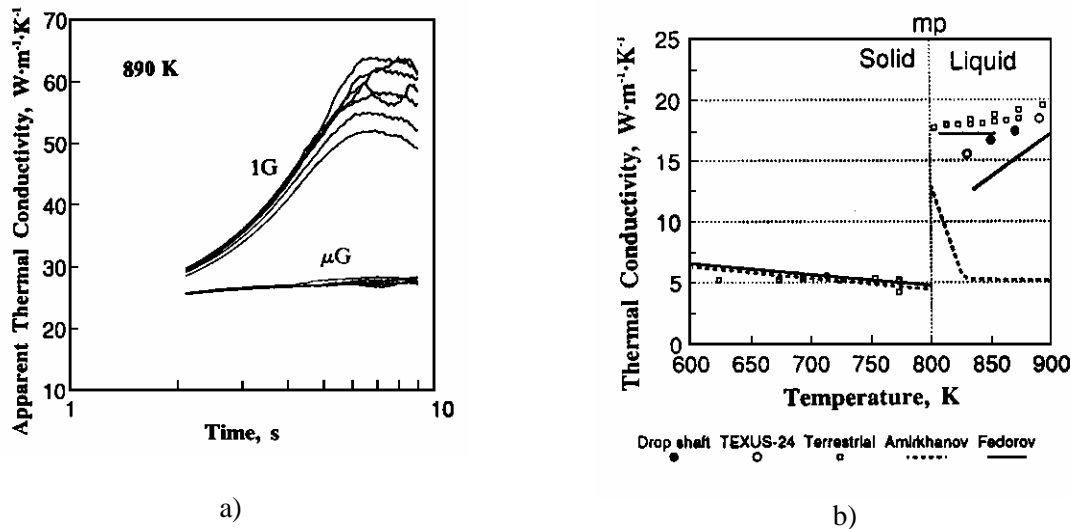 Apparent Thermal Conductivity, W·m⁻¹·K⁻¹
70
60
50
40
30
20
10
890 K
1G
μG
1
10
Time, s
a)
mp
Thermal Conductivity, W·m⁻¹·K⁻¹
25
20
15
10
5
0
Solid
Liquid
600
650
700
750
800
850
900
Temperature, K
Drop shaft TEXUS-24 Terrestrial Amirkhanov Fedorov
b)